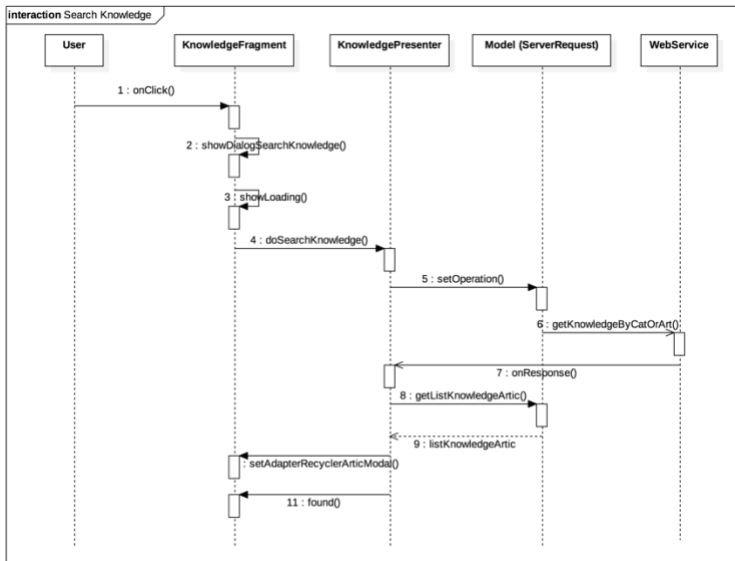 interaction Search Knowledge
User
KnowledgeFragment
KnowledgePresenter
Model (ServerRequest)
WebService
1 : onClick()
2 : showDialogSearchKnowledge()
3 : showLoading()
4 : doSearchKnowledge()
5 : setOperation()
6 : getKnowledgeByCatOrArt()
7 : onResponse()
8 : getListKnowledgeArtic()
9 : listKnowledgeArtic
: setAdapterRecyclerArticModal()
11 : found()